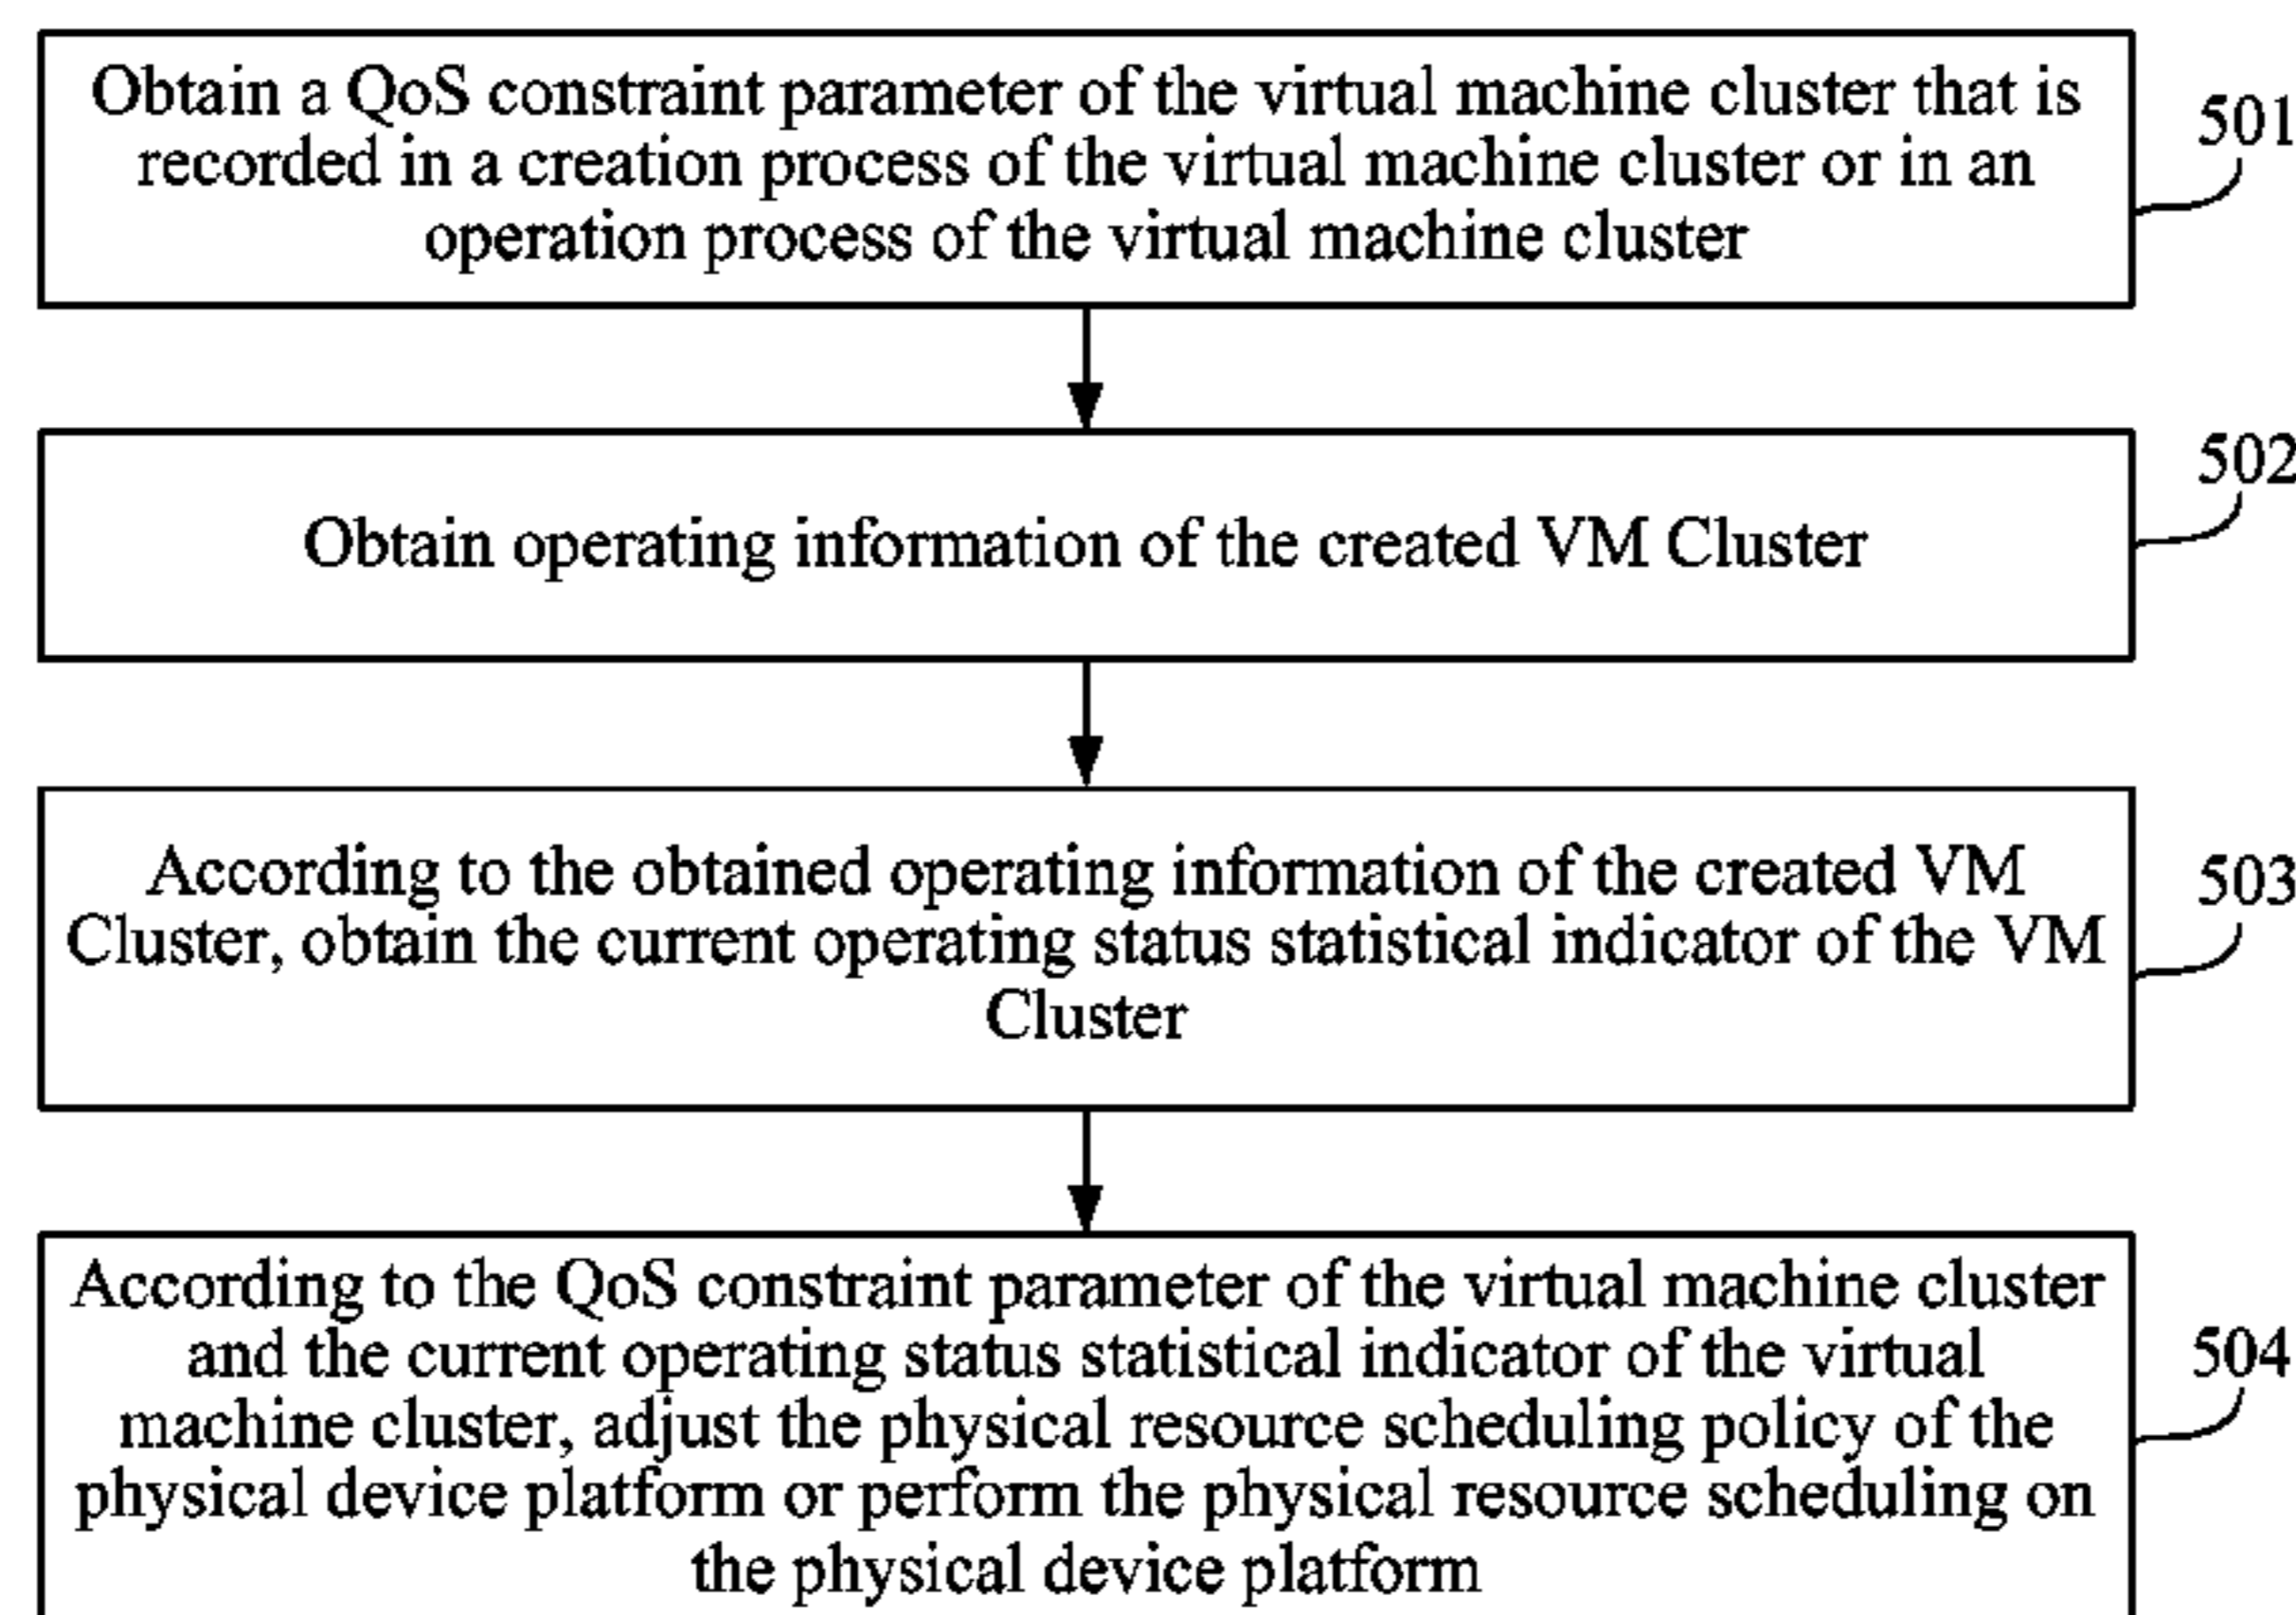 Obtain a QoS constraint parameter of the virtual machine cluster that is
recorded in a creation process of the virtual machine cluster or in an
operation process of the virtual machine cluster
501
Obtain operating information of the created VM Cluster
502
According to the obtained operating information of the created VM
Cluster, obtain the current operating status statistical indicator of the VM
Cluster
503
According to the QoS constraint parameter of the virtual machine cluster
and the current operating status statistical indicator of the virtual
machine cluster, adjust the physical resource scheduling policy of the
physical device platform or perform the physical resource scheduling on
the physical device platform
504